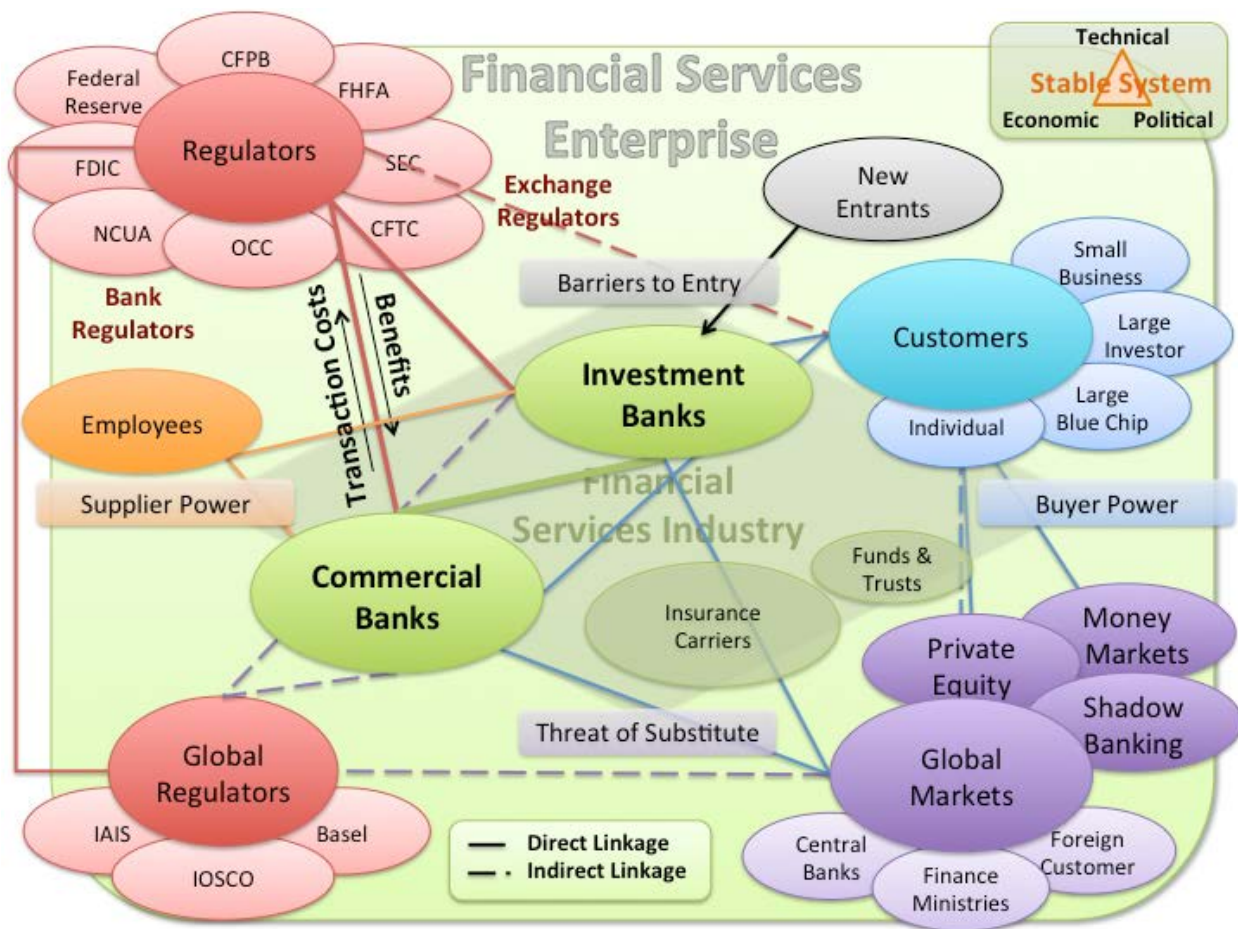 Financial Services
Enterprise
Technical
Stable System
Economic
Political
CFPB
Federal
Reserve
FHFA
Regulators
FDIC
SEC
NCUA
OCC
CFTC
Exchange
Regulators
Bank
Regulators
New
Entrants
Barriers to Entry
Small
Business
Customers
Large
Investor
Large
Blue Chip
Individual
Transaction Costs
Benefits
Investment
Banks
Employees
Supplier Power
Financial
Services Industry
Buyer Power
Commercial
Banks
Funds &
Trusts
Insurance
Carriers
Money
Markets
Private
Equity
Shadow
Banking
Threat of Substitute
Global
Regulators
Global
Markets
IAIS
Basel
IOSCO
Direct Linkage
Indirect Linkage
Central
Banks
Finance
Ministries
Foreign
Customer